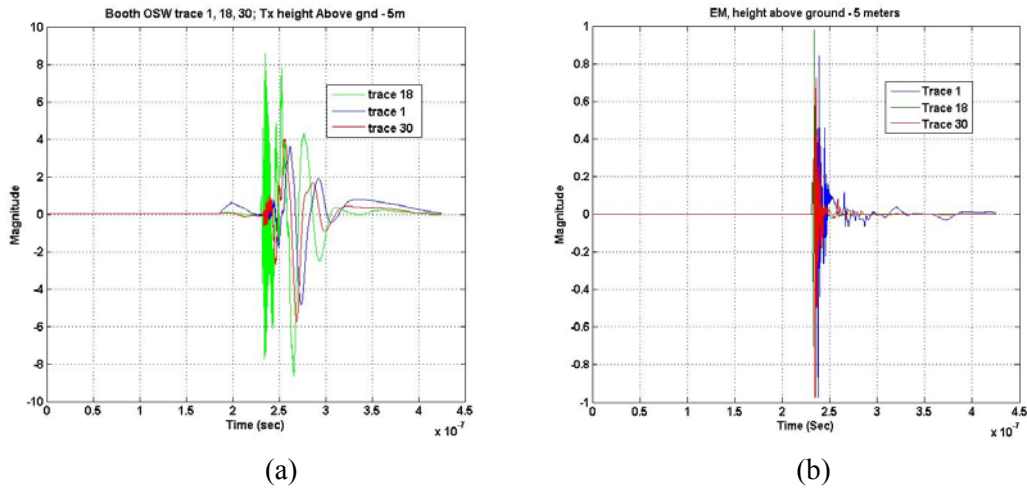 Booth OSW trace 1, 18, 30; Tx height Above gnd - 5m
10
8
6
4
2
0
-2
-4
-6
-8
-10
Magnitude
trace 18
trace 1
trace 30
0
0.5
1
1.5
2
2.5
3
3.5
4
4.5
Time (sec)
x 10-7
(a)
EM, height above ground - 5 meters
1
0.8
0.6
0.4
0.2
0
-0.2
-0.4
-0.6
-0.8
-1
Magnitude
Trace 1
Trace 18
Trace 30
0
0.5
1
1.5
2
2.5
3
3.5
4
4.5
Time (Sec)
x 10-7
(b)